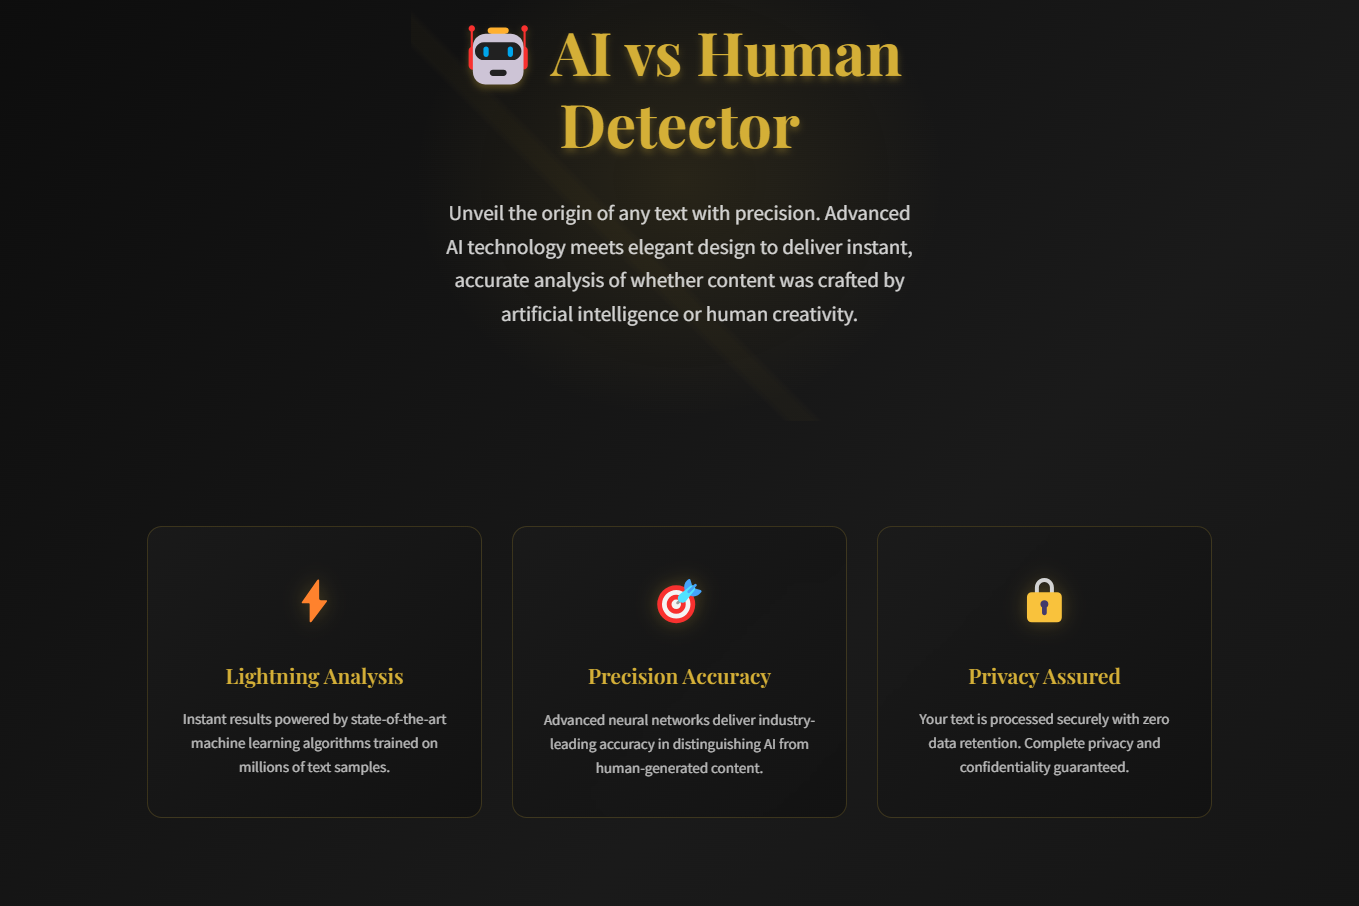 AI vs Human
Detector
Unveil the origin of any text with precision. Advanced
AI technology meets elegant design to deliver instant,
accurate analysis of whether content was crafted by
artificial intelligence or human creativity.
Lightning Analysis
Instant results powered by state-of-the-art
machine learning algorithms trained on
millions of text samples.
Precision Accuracy
Advanced neural networks deliver industry-
leading accuracy in distinguishing AI from
human-generated content.
Privacy Assured
Your text is processed securely with zero
data retention. Complete privacy and
confidentiality guaranteed.